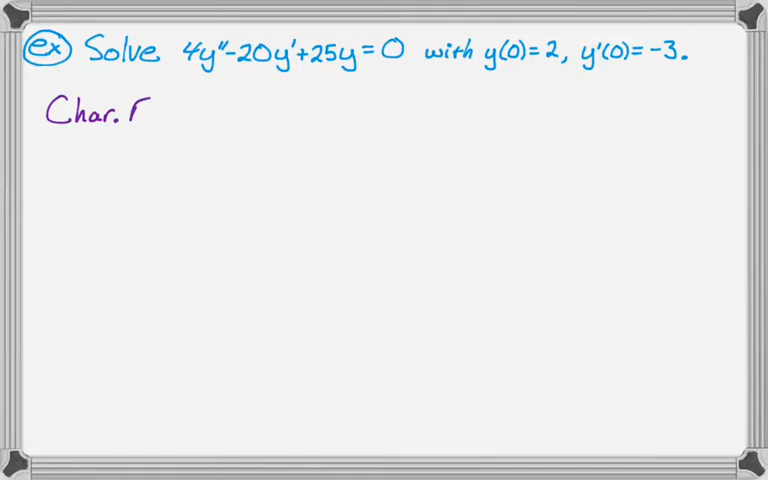 ex Solve 4y"-20y'+25y=0 with y(0)=2, y'(0)=-3.
Char.